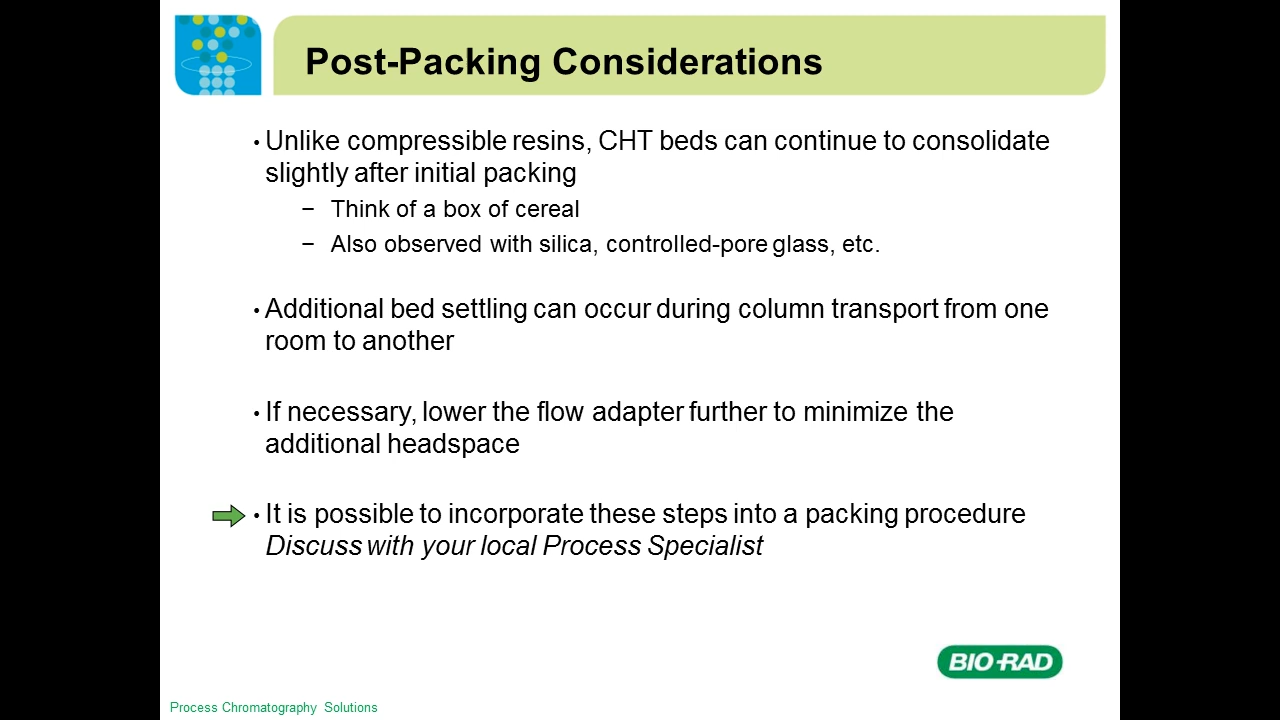 Post-Packing Considerations
• Unlike compressible resins, CHT beds can continue to consolidate
slightly after initial packing
− Think of a box of cereal
− Also observed with silica, controlled-pore glass, etc.
• Additional bed settling can occur during column transport from one
room to another
• If necessary, lower the flow adapter further to minimize the
additional headspace
• It is possible to incorporate these steps into a packing procedure
Discuss with your local Process Specialist
BIO-RAD
Process Chromatography Solutions